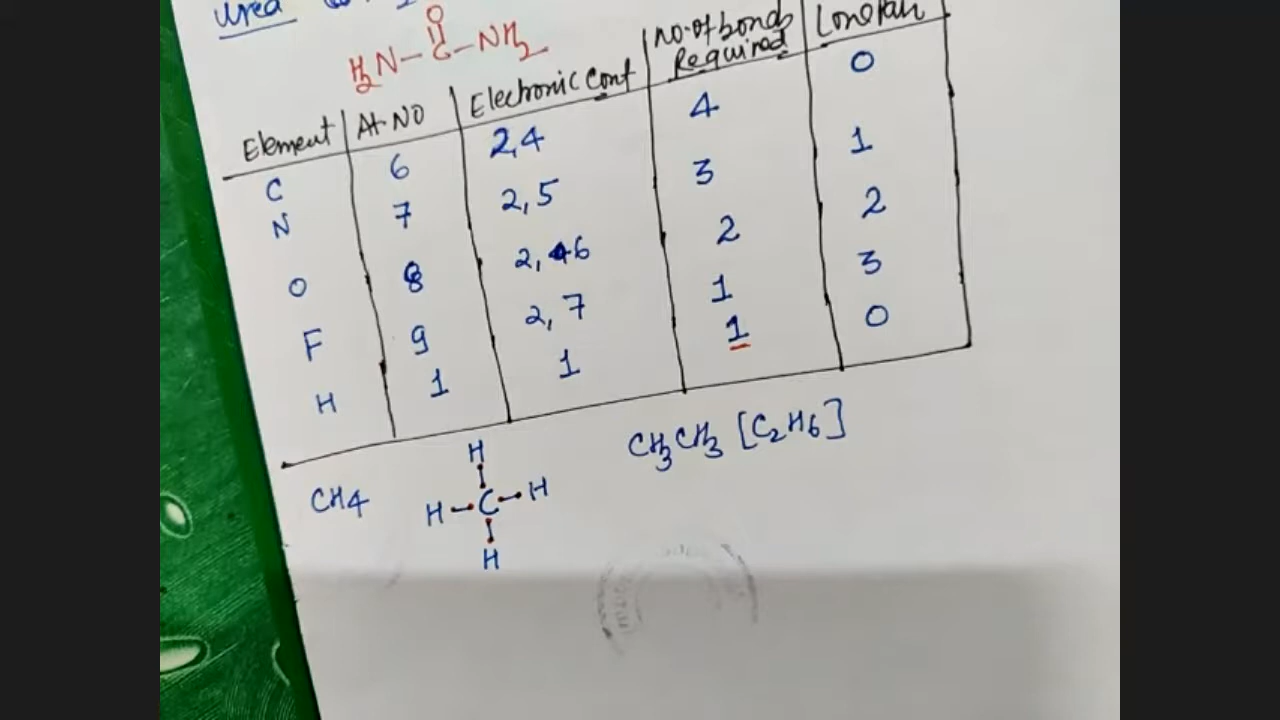 Urea
O
H2N-C-NH2
Element At.NO Electronic Conf No.of bonds Required Lone Pair
C 6 2,4 4 0
N 7 2,5 3 1
O 8 2,6 2 2
F 9 2,7 1 3
H 1 1 1 0
CH3CH3 [C2H6]
H
CH4 H-C-H
H